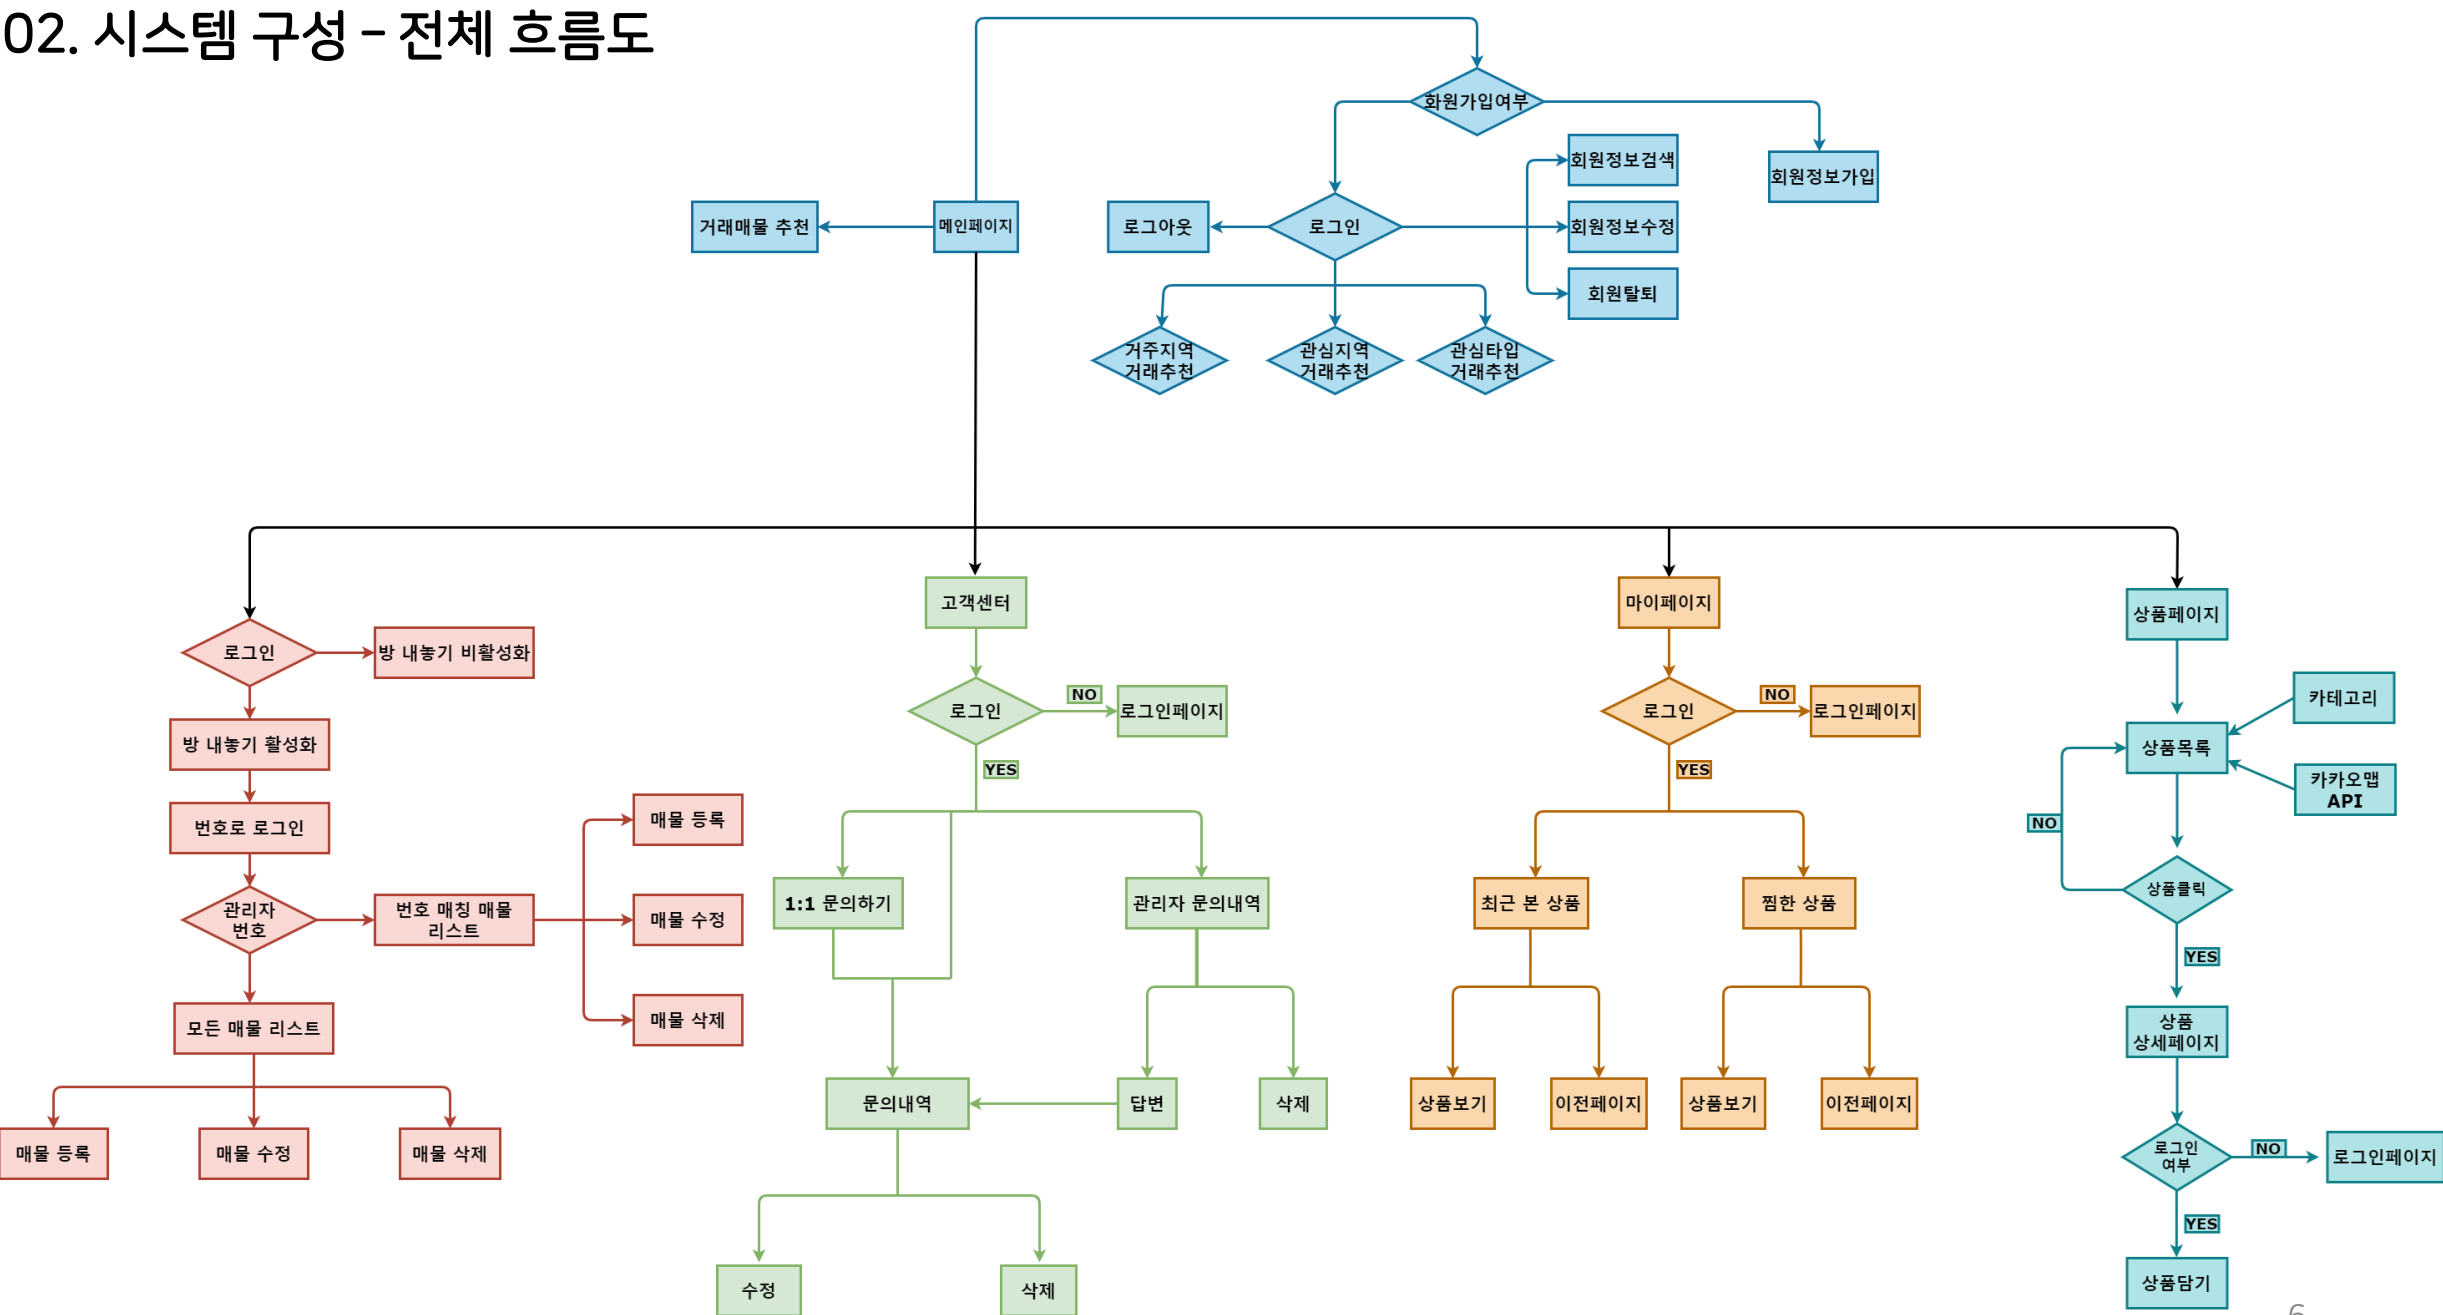 02. 시스템 구성 – 전체 흐름도
화원가입여부
회원정보검색
회원정보가입
거래매물 추천
메인페이지
로그아웃
로그인
회원정보수정
회원탈퇴
거주지역
거래추천
관심지역
거래추천
관심타입
거래추천
로그인
방 내놓기 비활성화
방 내놓기 활성화
번호로 로그인
관리자
번호
번호 매칭 매물
리스트
매물 등록
매물 수정
매물 삭제
모든 매물 리스트
매물 등록
매물 수정
매물 삭제
고객센터
로그인
NO
로그인페이지
YES
1:1 문의하기
관리자 문의내역
문의내역
답변
삭제
수정
삭제
마이페이지
로그인
NO
로그인페이지
YES
최근 본 상품
찜한 상품
상품보기
이전페이지
상품보기
이전페이지
상품페이지
카테고리
상품목록
카카오맵
API
NO
상품클릭
YES
상품
상세페이지
로그인
여부
NO
로그인페이지
YES
상품담기
6